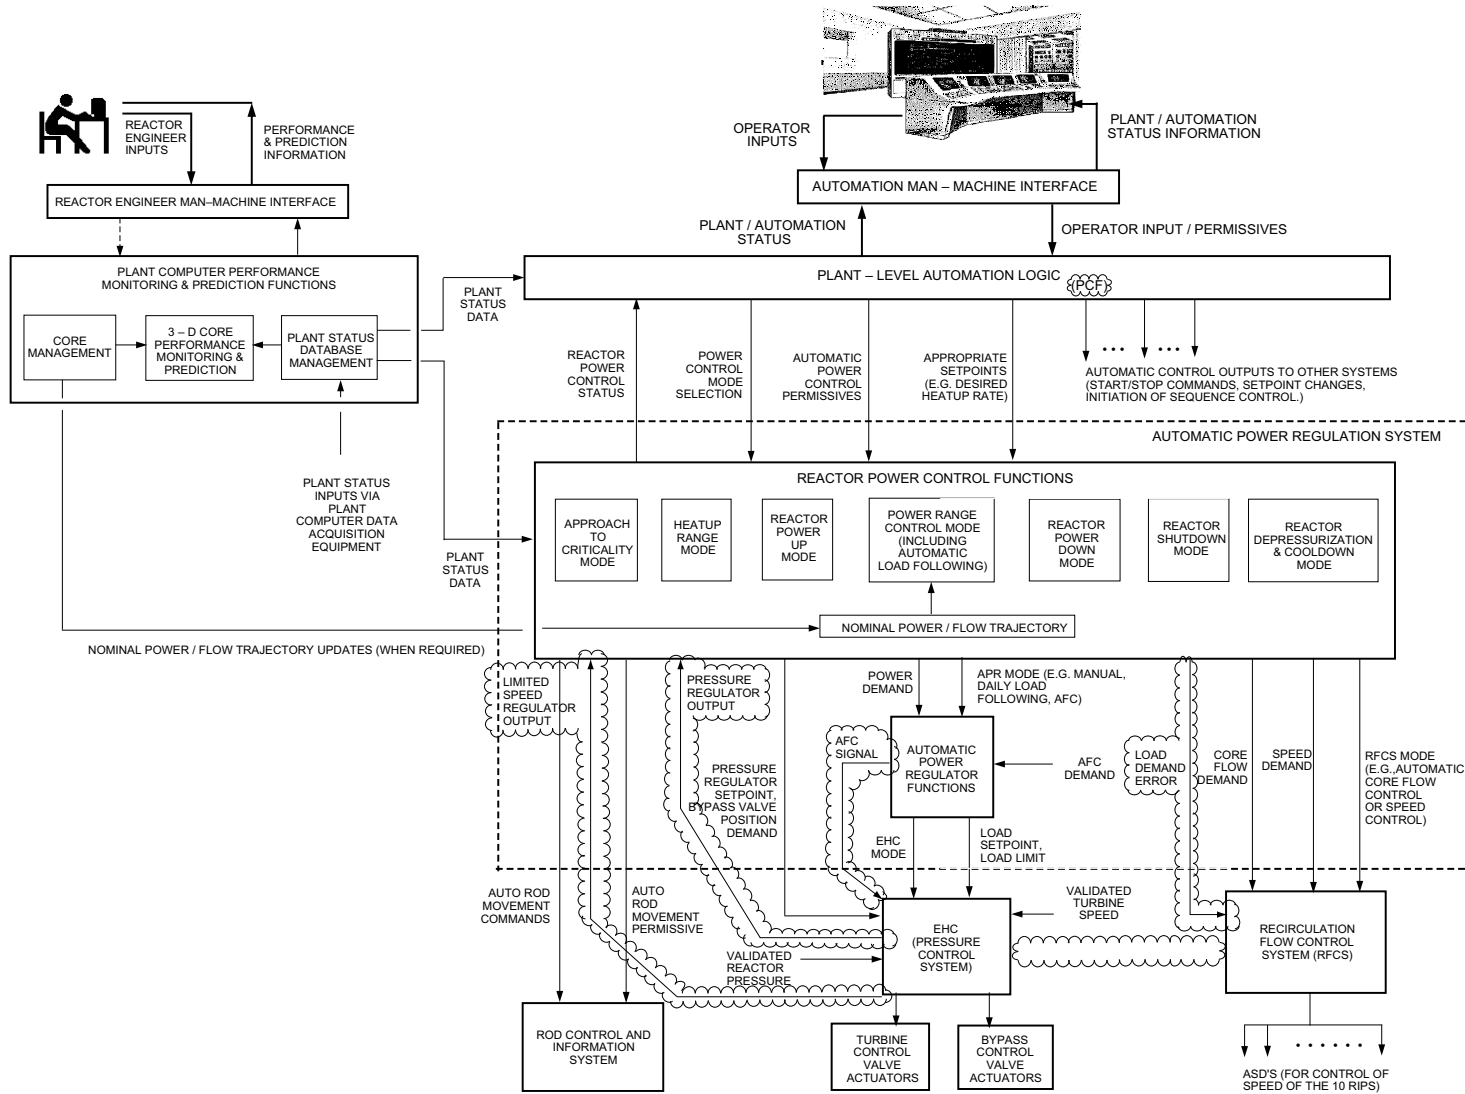 REACTOR
ENGINEER
INPUTS
PERFORMANCE
& PREDICTION
INFORMATION
OPERATOR
INPUTS
PLANT / AUTOMATION
STATUS INFORMATION
REACTOR ENGINEER MAN–MACHINE INTERFACE
AUTOMATION MAN – MACHINE INTERFACE
PLANT / AUTOMATION
STATUS
OPERATOR INPUT / PERMISSIVES
PLANT COMPUTER PERFORMANCE
MONITORING & PREDICTION FUNCTIONS
CORE
MANAGEMENT
3 – D CORE
PERFORMANCE
MONITORING &
PREDICTION
PLANT STATUS
DATABASE
MANAGEMENT
PLANT
STATUS
DATA
PLANT – LEVEL AUTOMATION LOGIC
(PCF)
REACTOR
POWER
CONTROL
STATUS
POWER
CONTROL
MODE
SELECTION
AUTOMATIC
POWER
CONTROL
PERMISSIVES
APPROPRIATE
SETPOINTS
(E.G. DESIRED
HEATUP RATE)
AUTOMATIC CONTROL OUTPUTS TO OTHER SYSTEMS
(START/STOP COMMANDS, SETPOINT CHANGES,
INITIATION OF SEQUENCE CONTROL.)
AUTOMATIC POWER REGULATION SYSTEM
PLANT STATUS
INPUTS VIA
PLANT
COMPUTER DATA
ACQUISITION
EQUIPMENT
PLANT
STATUS
DATA
REACTOR POWER CONTROL FUNCTIONS
APPROACH
TO
CRITICALITY
MODE
HEATUP
RANGE
MODE
REACTOR
POWER
UP
MODE
POWER RANGE
CONTROL MODE
(INCLUDING
AUTOMATIC
LOAD FOLLOWING)
REACTOR
POWER
DOWN
MODE
REACTOR
SHUTDOWN
MODE
REACTOR
DEPRESSURIZATION
& COOLDOWN
MODE
NOMINAL POWER / FLOW TRAJECTORY
NOMINAL POWER / FLOW TRAJECTORY UPDATES (WHEN REQUIRED)
LIMITED
SPEED
REGULATOR
OUTPUT
PRESSURE
REGULATOR
OUTPUT
POWER
DEMAND
APR MODE (E.G. MANUAL,
DAILY LOAD
FOLLOWING, AFC)
AFC
SIGNAL
AUTOMATIC
POWER
REGULATOR
FUNCTIONS
AFC
DEMAND
LOAD
DEMAND
ERROR
CORE
FLOW
DEMAND
SPEED
DEMAND
RFCS MODE
(E.G.,AUTOMATIC
CORE FLOW
CONTROL
OR SPEED
CONTROL)
PRESSURE
REGULATOR
SETPOINT,
BYPASS VALVE
POSITION
DEMAND
EHC
MODE
LOAD
SETPOINT,
LOAD LIMIT
AUTO ROD
MOVEMENT
COMMANDS
AUTO
ROD
MOVEMENT
PERMISSIVE
VALIDATED
TURBINE
SPEED
VALIDATED
REACTOR
PRESSURE
EHC
(PRESSURE
CONTROL
SYSTEM)
RECIRCULATION
FLOW CONTROL
SYSTEM (RFCS)
ROD CONTROL AND
INFORMATION
SYSTEM
TURBINE
CONTROL
VALVE
ACTUATORS
BYPASS
CONTROL
VALVE
ACTUATORS
ASD'S (FOR CONTROL OF
SPEED OF THE 10 RIPS)